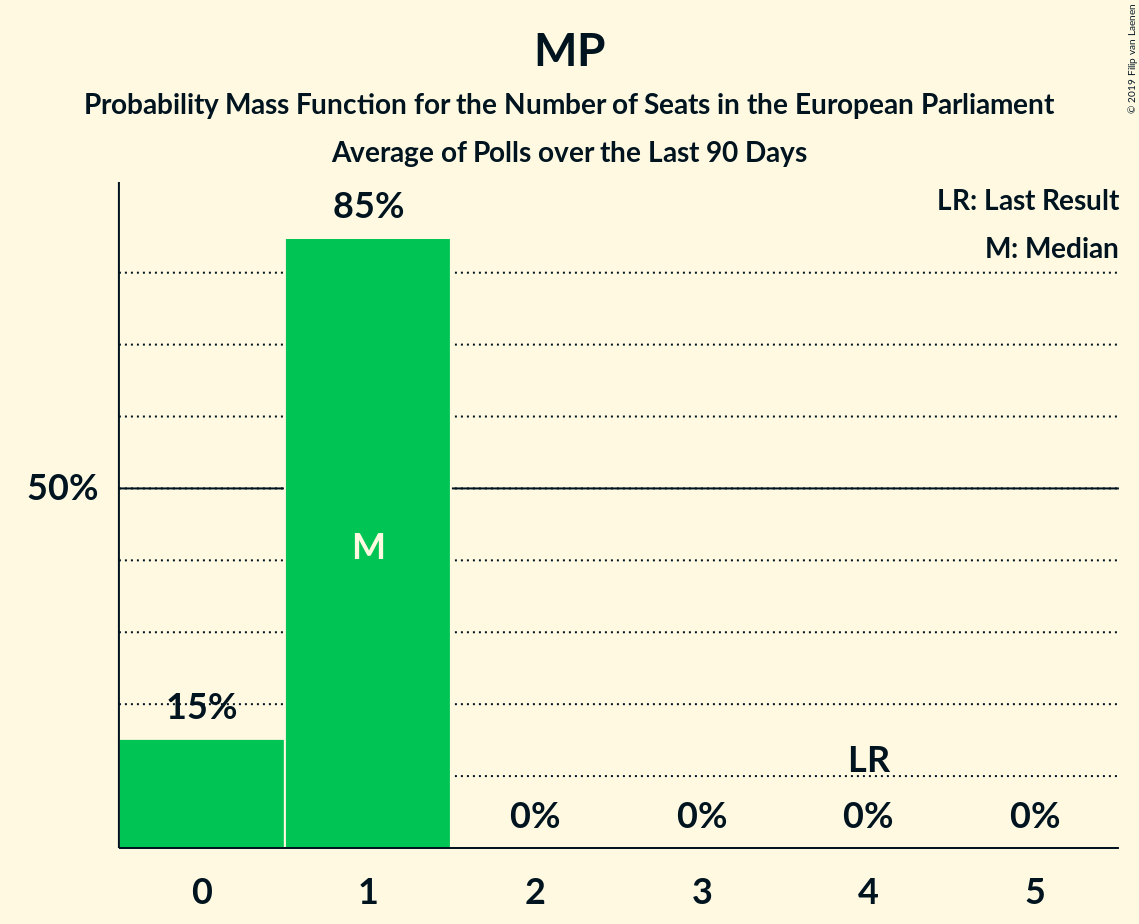 MP
Probability Mass Function for the Number of Seats in the European Parliament
Average of Polls over the Last 90 Days
© 2019 Filip van Laenen
LR: Last Result
M: Median
85%
50%
M
15%
LR
0%
0%
0%
0%
0
1
2
3
4
5